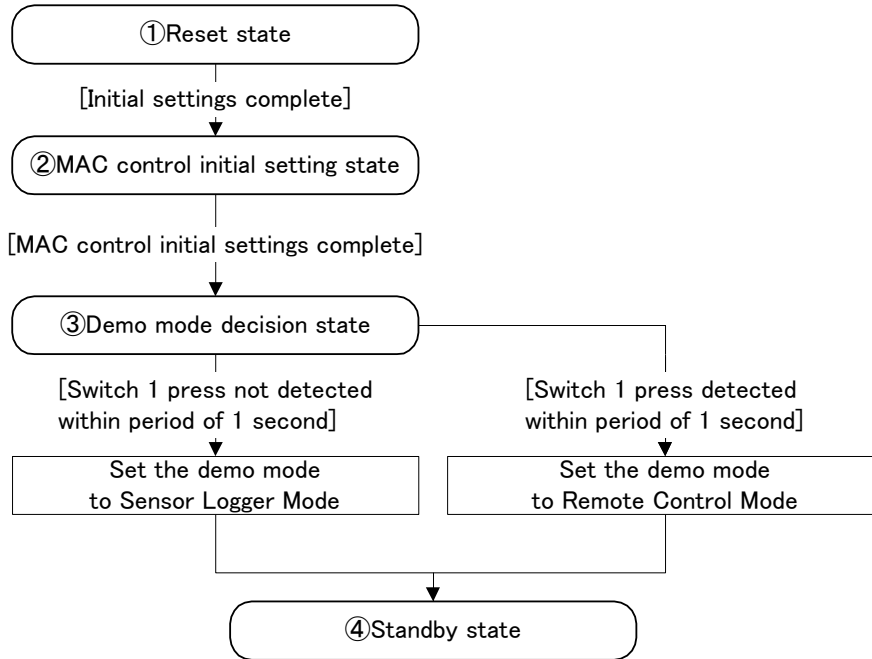 ①Reset state
[Initial settings complete]
②MAC control initial setting state
[MAC control initial settings complete]
③Demo mode decision state
[Switch 1 press not detected
within period of 1 second]
[Switch 1 press detected
within period of 1 second]
Set the demo mode
to Sensor Logger Mode
Set the demo mode
to Remote Control Mode
④Standby state